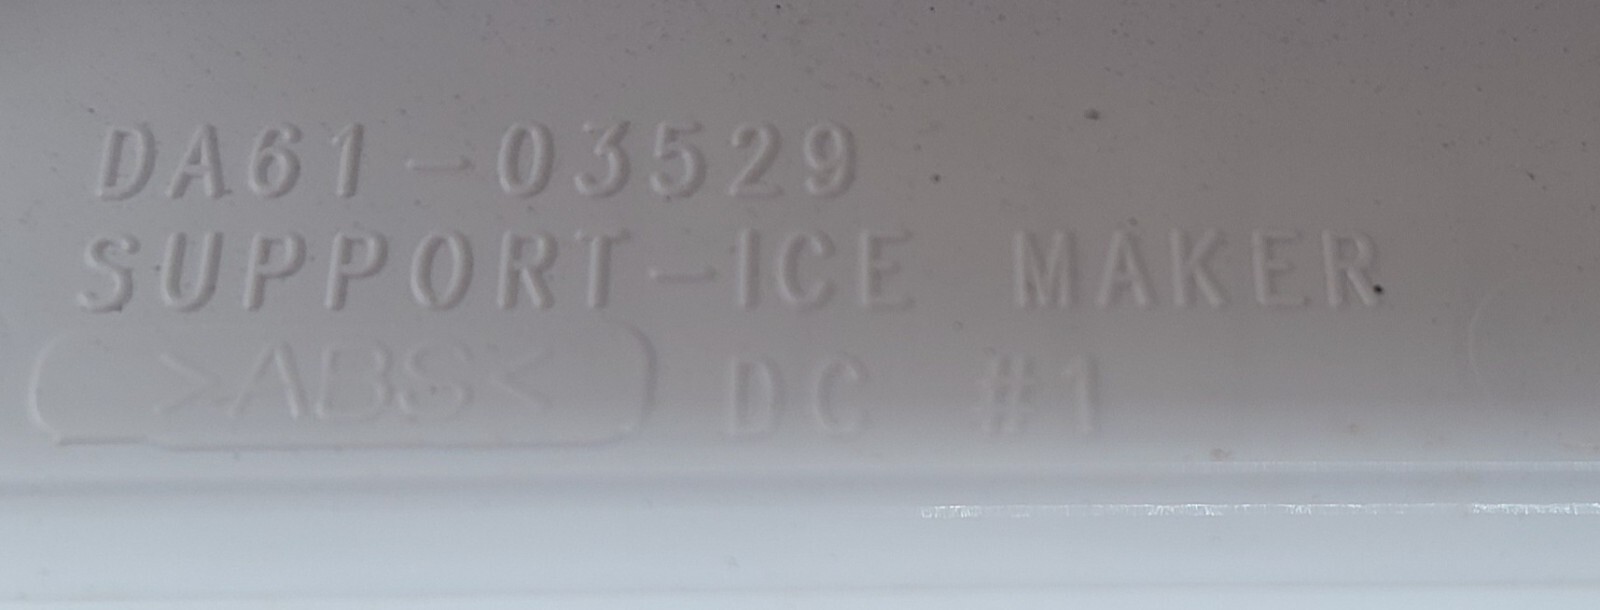 DA61-03529
SUPPORT-ICE MAKER
>ABS< DC #1